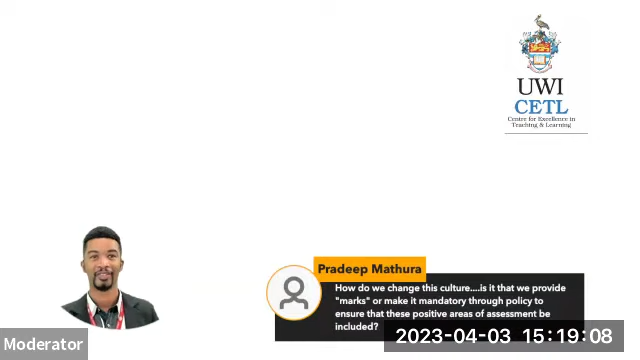 UWI
CETL
Centre for Excellence in
Teaching & Learning
Pradeep Mathura
How do we change this culture....is it that we provide
"marks" or make it mandatory through policy to
ensure that these positive areas of assessment be
included?
Moderator
2023-04-03 15:19:08